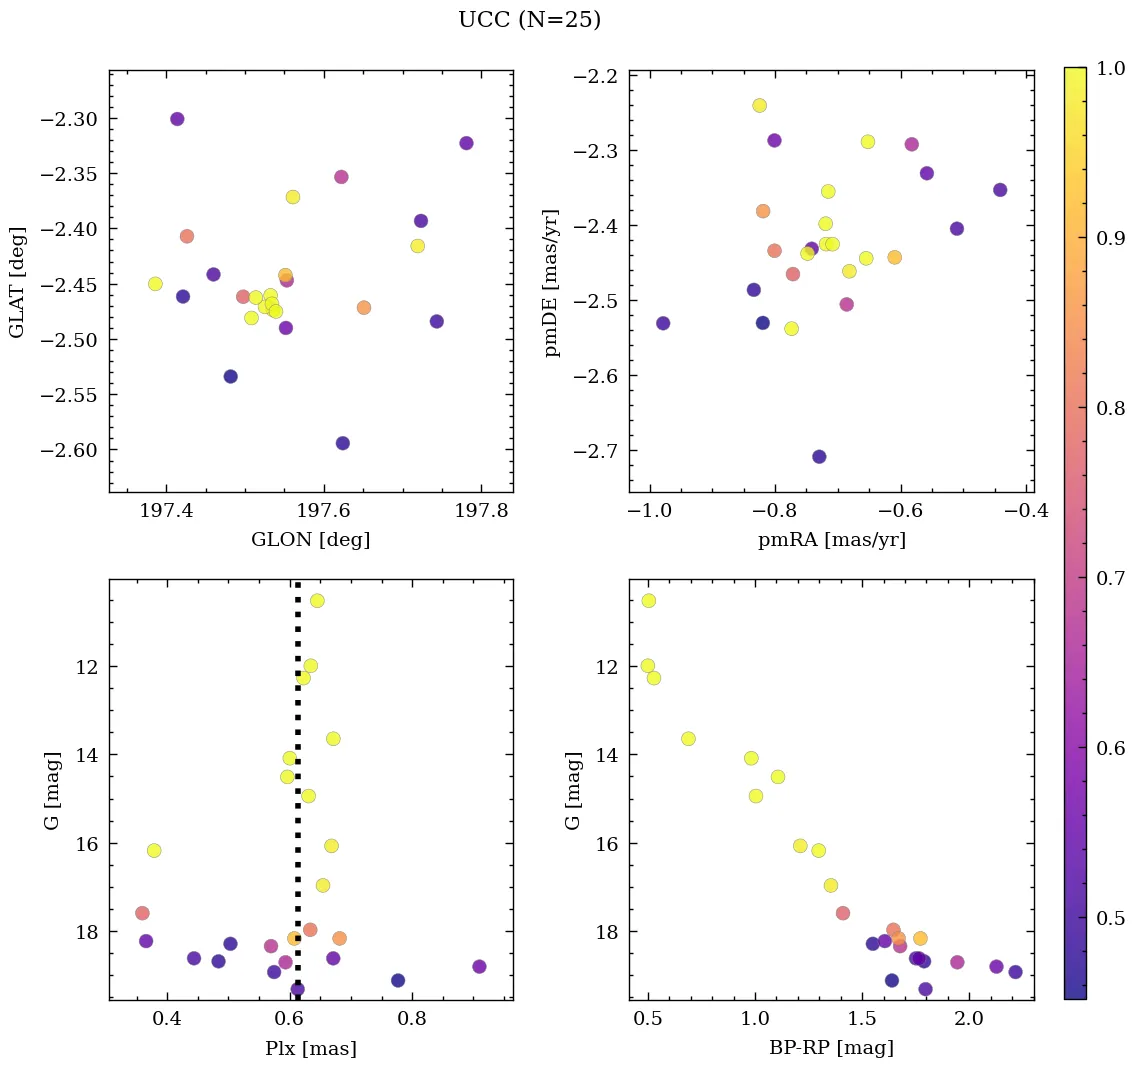 UCC (N=25)
−2.30
−2.35
−2.40
−2.45
−2.50
−2.55
−2.60
GLAT [deg]
197.4 197.6 197.8
GLON [deg]
−2.2
−2.3
−2.4
−2.5
−2.6
−2.7
pmDE [mas/yr]
−1.0 −0.8 −0.6 −0.4
pmRA [mas/yr]
12
14
16
18
G [mag]
0.4 0.6 0.8
Plx [mas]
12
14
16
18
G [mag]
0.5 1.0 1.5 2.0
BP-RP [mag]
1.0
0.9
0.8
0.7
0.6
0.5